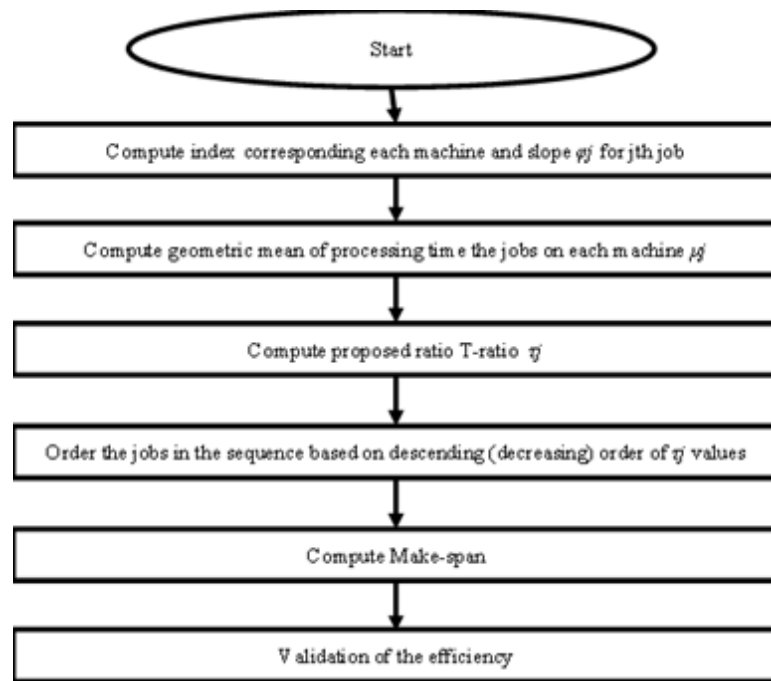 Start
Compute index corresponding each machine and slope φj for jth job
Compute geometric mean of processing time the jobs on each machine μj
Compute proposed ratio T-ratio τj
Order the jobs in the sequence based on descending (decreasing) order of τj values
Compute Make-span
Validation of the efficiency